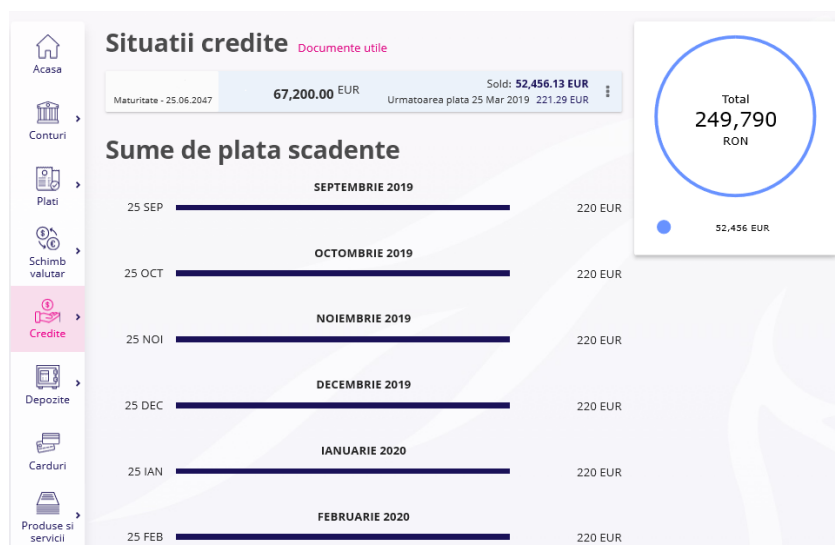 Acasa
Conturi
Plati
Schimb
valutar
Credite
Depozite
Carduri
Produse si
servicii
Situatii credite Documente utile
Maturitate - 25.06.2047
67,200.00 EUR
Sold: 52,456.13 EUR
Urmatoarea plata 25 Mar 2019 221.29 EUR
Sume de plata scadente
SEPTEMBRIE 2019
25 SEP 220 EUR
OCTOMBRIE 2019
25 OCT 220 EUR
NOIEMBRIE 2019
25 NOI 220 EUR
DECEMBRIE 2019
25 DEC 220 EUR
IANUARIE 2020
25 IAN 220 EUR
FEBRUARIE 2020
25 FEB 220 EUR
Total
249,790
RON
52,456 EUR